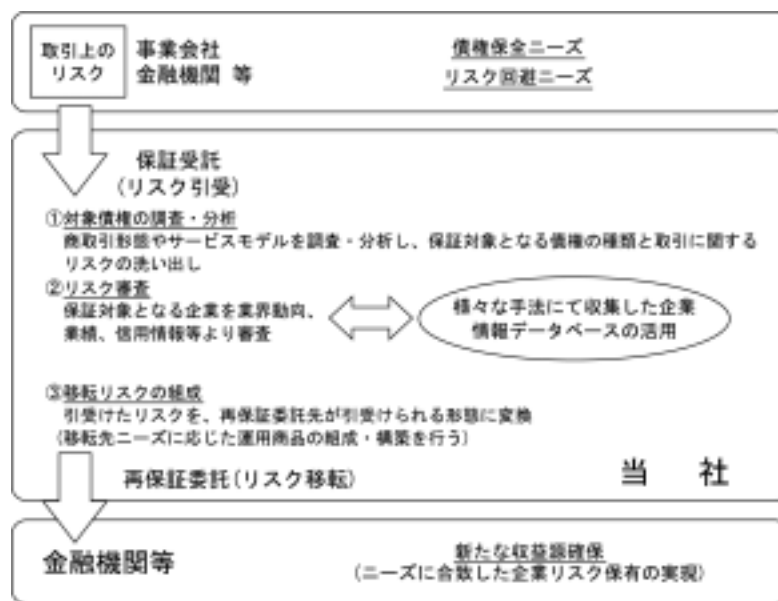 取引上の
リスク
事業会社
金融機関 等
債権保全ニーズ
リスク回避ニーズ
保証受託
(リスク引受)
①対象債権の調査・分析
商取引形態やサービスモデルを調査・分析し、保証対象となる債権の種類と取引に関する
リスクの洗い出し
②リスク審査
保証対象となる企業を業界動向、
業績、信用情報等より審査
様々な手法にて収集した企業
情報データベースの活用
③移転リスクの組成
引受けたリスクを、再保証委託先が引受けられる形態に変換
(移転先ニーズに応じた運用商品の組成・構築を行う)
再保証委託(リスク移転)
当 社
金融機関等
新たな収益源確保
(ニーズに合致した企業リスク保有の実現)